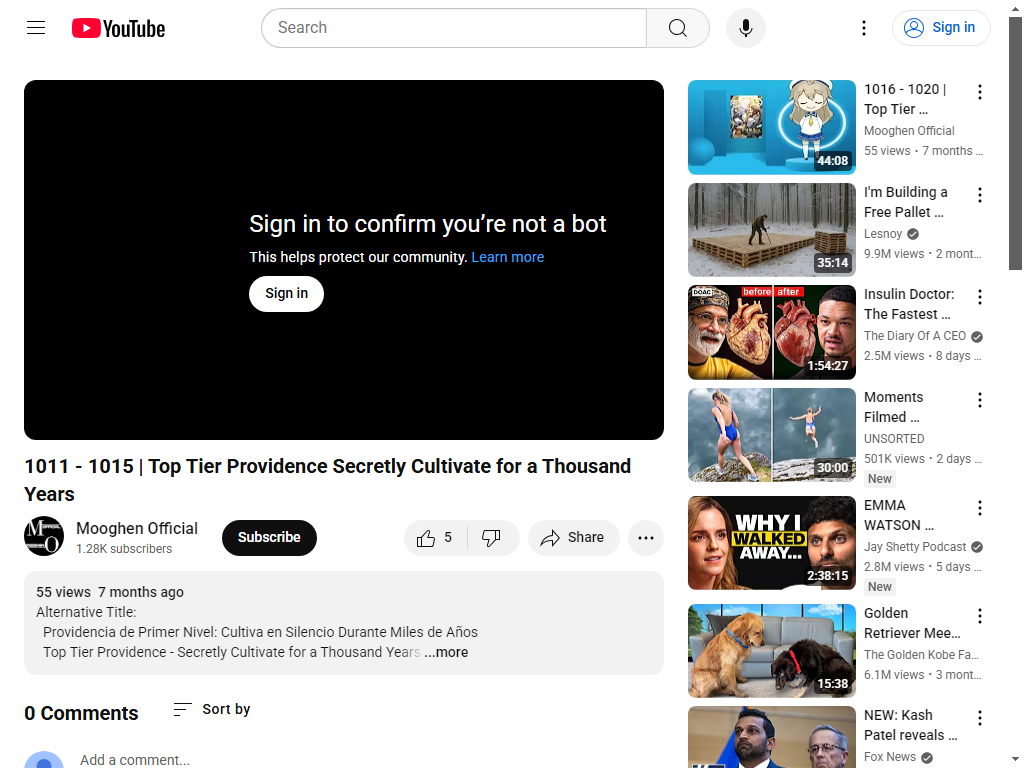 YouTube
Search
Sign in
Sign in to confirm you’re not a bot
This helps protect our community. Learn more
Sign in
1011 - 1015 | Top Tier Providence Secretly Cultivate for a Thousand
Years
Mooghen Official
1.28K subscribers
Subscribe
5
Share
55 views 7 months ago
Alternative Title:
Providencia de Primer Nivel: Cultiva en Silencio Durante Miles de Años
Top Tier Providence - Secretly Cultivate for a Thousand Years ...more
0 Comments
Sort by
Add a comment...
44:08
1016 - 1020 |
Top Tier ...
Mooghen Official
55 views • 7 months ...
35:14
I'm Building a
Free Pallet ...
Lesnoy
9.9M views • 2 mont...
DOAC
before after
1:54:27
Insulin Doctor:
The Fastest ...
The Diary Of A CEO
2.5M views • 8 days ...
30:00
Moments
Filmed ...
UNSORTED
501K views • 2 days ...
New
WHY I
WALKED
AWAY...
2:38:15
EMMA
WATSON ...
Jay Shetty Podcast
2.8M views • 5 days ...
New
15:38
Golden
Retriever Mee...
The Golden Kobe Fa...
6.1M views • 3 mont...
NEW: Kash
Patel reveals ...
Fox News